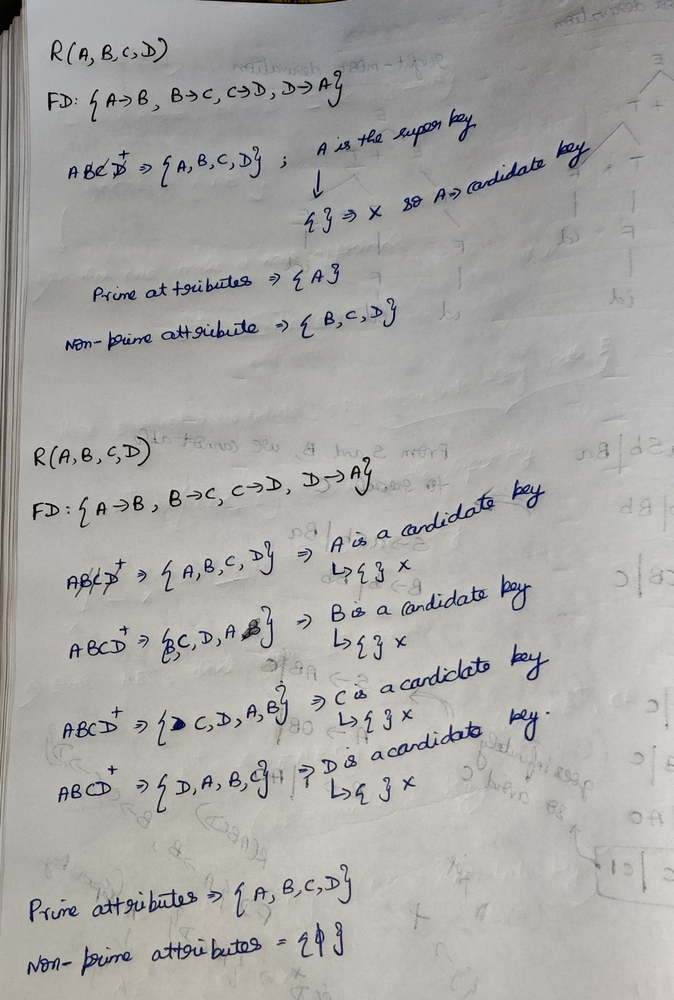 R(A, B, C, D)
FD: { A→B, B→C, C→D, D→A}
ABCD⁺ ⇒ {A, B, C, D} ; A is the super key
↓
{ } ⇒ × so A ⇒ candidate key
Prime attributes ⇒ {A}
Non-prime attribute ⇒ { B, C, D}
R(A, B, C, D)
FD: { A→B, B→C, C→D, D→A}
ABCD⁺ ⇒ { A, B, C, D} ⇒ A is a candidate key
↳ { } ×
ABCD⁺ ⇒ {B, C, D, A} ⇒ B is a candidate key
↳ { } ×
ABCD⁺ ⇒ { C, D, A, B} ⇒ C is a candidate key
↳ { } ×
ABCD⁺ ⇒ { D, A, B, C} ⇒ D is a candidate key.
↳ { } ×
Prime attributes ⇒ { A, B, C, D}
Non-prime attributes = {ϕ}